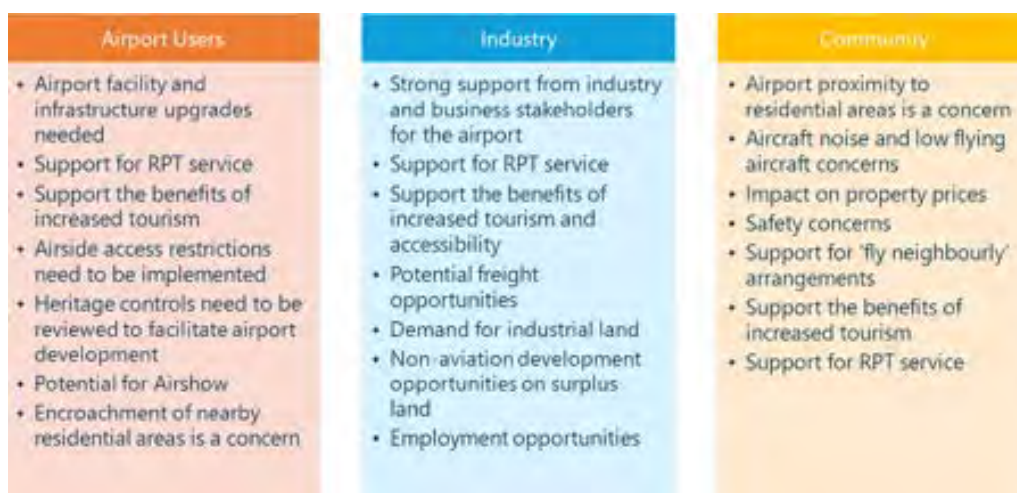 Airport Users
• Airport facility and
infrastructure upgrades
needed
• Support for RPT service
• Support the benefits of
increased tourism
• Airside access restrictions
need to be implemented
• Heritage controls need to be
reviewed to facilitate airport
development
• Potential for Airshow
• Encroachment of nearby
residential areas is a concern
Industry
• Strong support from industry
and business stakeholders
for the airport
• Support for RPT service
• Support the benefits of
increased tourism and
accessibility
• Potential freight
opportunities
• Demand for industrial land
• Non-aviation development
opportunities on surplus
land
• Employment opportunities
Community
• Airport proximity to
residential areas is a concern
• Aircraft noise and low flying
aircraft concerns
• Impact on property prices
• Safety concerns
• Support for 'fly neighbourly'
arrangements
• Support the benefits of
increased tourism
• Support for RPT service